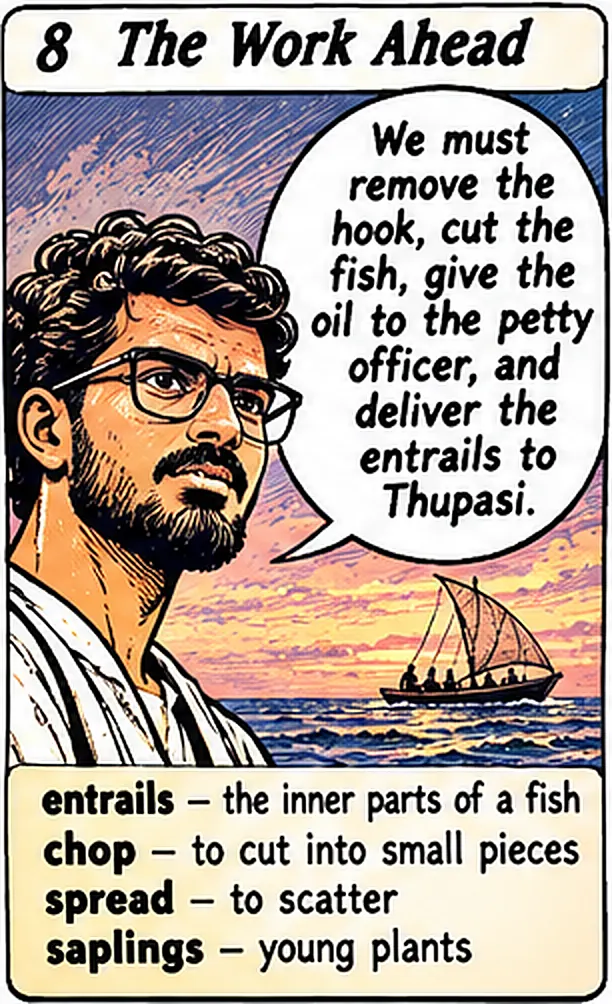 8 The Work Ahead
We must
remove the
hook, cut the
fish, give the
oil to the petty
officer, and
deliver the
entrails to
Thupasi.
entrails – the inner parts of a fish
chop – to cut into small pieces
spread – to scatter
saplings – young plants